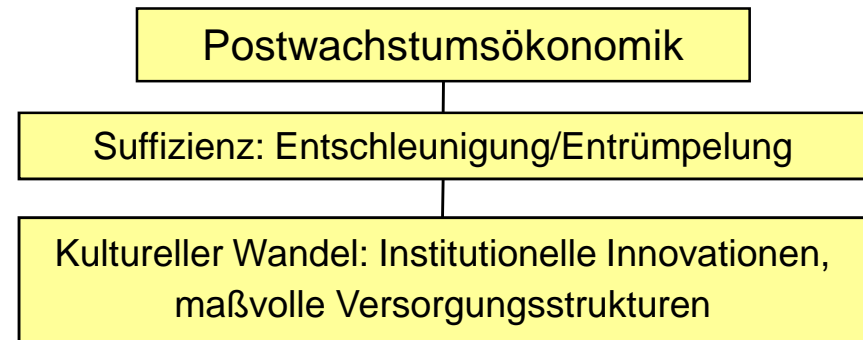 Postwachstumsökonomik
Suffizienz: Entschleunigung/Entrümpelung
Kultureller Wandel: Institutionelle Innovationen,
maßvolle Versorgungsstrukturen